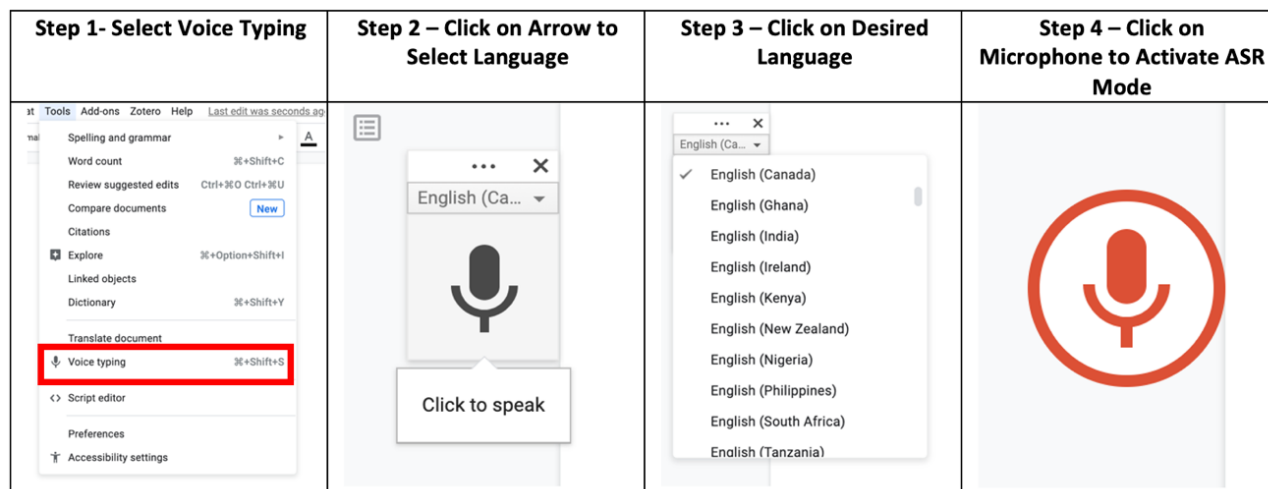 Step 1- Select Voice Typing
Step 2 – Click on Arrow to
Select Language
Step 3 – Click on Desired
Language
Step 4 – Click on
Microphone to Activate ASR
Mode
Tools Add-ons Zotero Help Last edit was seconds ag
Spelling and grammar
Word count ⌘+Shift+C
Review suggested edits Ctrl+⌘O Ctrl+⌘U
Compare documents New
Citations
Explore ⌘+Option+Shift+I
Linked objects
Dictionary ⌘+Shift+Y
Translate document
Voice typing ⌘+Shift+S
Script editor
Preferences
Accessibility settings
A
English (Ca...
Click to speak
English (Ca...
English (Canada)
English (Ghana)
English (India)
English (Ireland)
English (Kenya)
English (New Zealand)
English (Nigeria)
English (Philippines)
English (South Africa)
English (Tanzania)